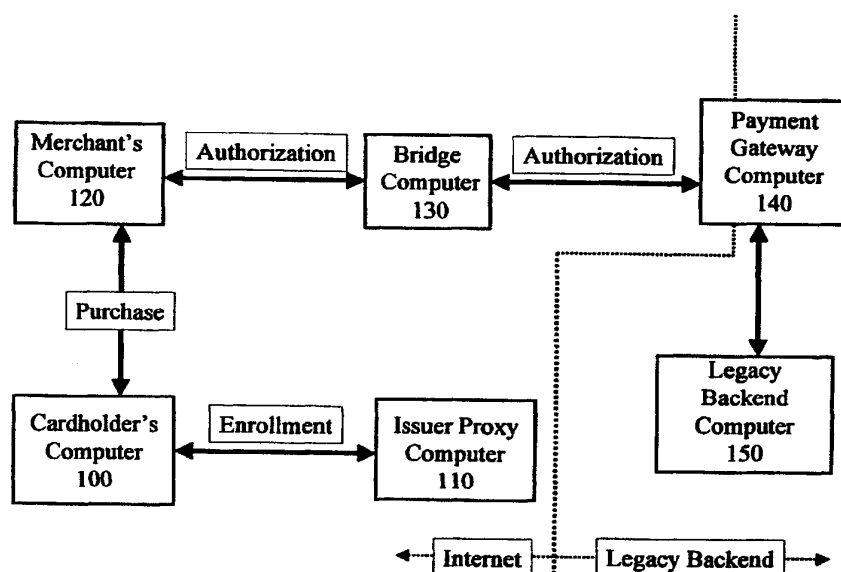 Merchant's
Computer
120
Authorization
Bridge
Computer
130
Authorization
Payment
Gateway
Computer
140
Purchase
Cardholder's
Computer
100
Enrollment
Issuer Proxy
Computer
110
Legacy
Backend
Computer
150
Internet
Legacy Backend